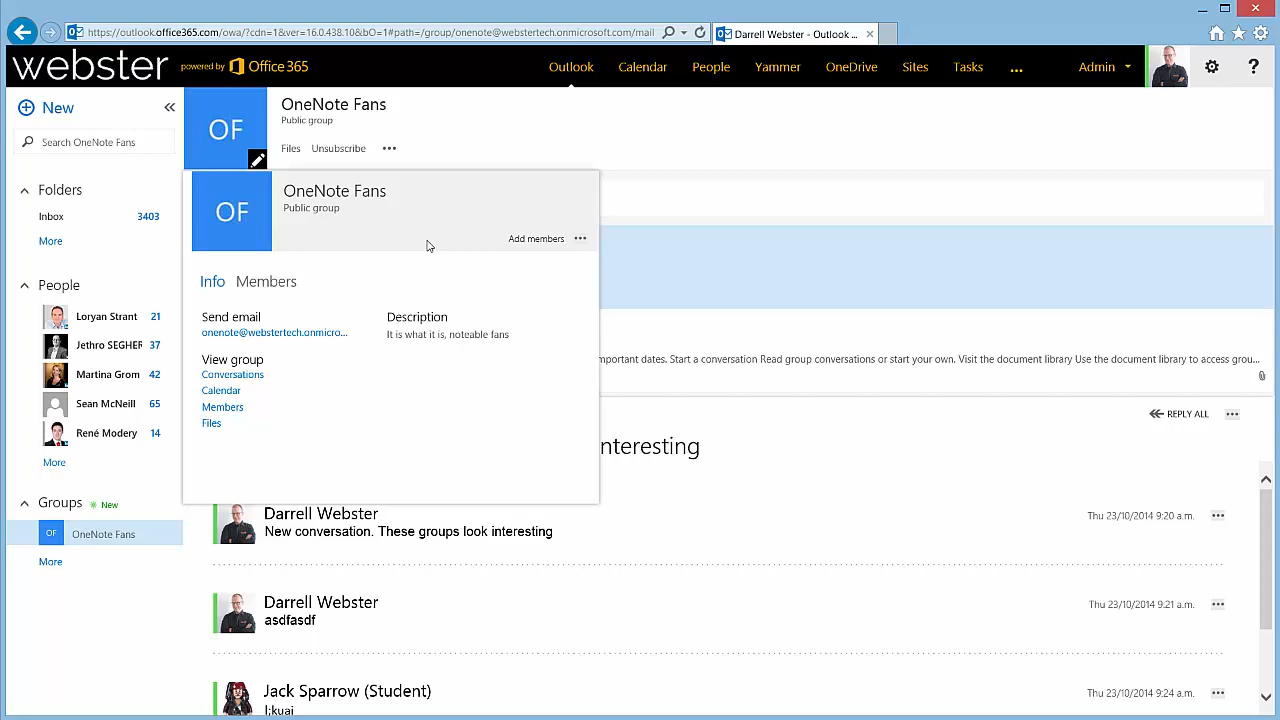 https://outlook.office365.com/owa/?cdn=1&ver=16.0.438.10&bO=1#path=/group/onenote@webstertech.onmicrosoft.com/mail
Darrell Webster - Outlook ...
webster powered by Office 365
Outlook Calendar People Yammer OneDrive Sites Tasks ... Admin ?
New
Search OneNote Fans
Folders
Inbox 3403
More
People
Loryan Strant 21
Jethro SEGHER 37
Martina Grom 42
Sean McNeill 65
René Modery 14
More
Groups New
OF OneNote Fans
More
OF
OneNote Fans
Public group
Files Unsubscribe •••
OF
OneNote Fans
Public group
Add members •••
Info Members
Send email
onenote@webstertech.onmicro...
Description
It is what it is, noteable fans
View group
Conversations
Calendar
Members
Files
mportant dates. Start a conversation Read group conversations or start your own. Visit the document library Use the document library to access grou...
REPLY ALL •••
nteresting
Darrell Webster
New conversation. These groups look interesting
Thu 23/10/2014 9:20 a.m. •••
Darrell Webster
asdfasdf
Thu 23/10/2014 9:21 a.m. •••
Jack Sparrow (Student)
l;kuai
Thu 23/10/2014 9:24 a.m. •••